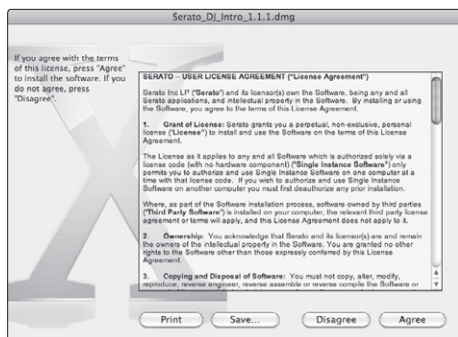 Serato_DJ_Intro_1.1.1.dmg
If you agree with the terms
of this license, press "Agree"
to install the software. If you
do not agree, press
"Disagree".
SERATO – USER LICENSE AGREEMENT ("License Agreement")
Serato Inc LP ("Serato") and its licensor(s) own the Software, being any and all
Serato applications, and intellectual property in the Software. By installing or using
the Software, you agree to the terms of this License Agreement.
1. Grant of License: Serato grants you a perpetual, non-exclusive, personal
license ("License") to install and use the Software on the terms of this License
Agreement.
The License as it applies to any and all Software which is authorized solely via a
license code (with no hardware component) ("Single Instance Software") only
permits you to authorize and use Single Instance Software on one computer at a
time with that license code. If you wish to authorize and use Single Instance
Software on another computer you must first deauthorize any prior installation.
Where, as part of the Software installation process, software owned by third parties
("Third Party Software") is installed on your computer, the relevant third party license
agreement or terms will apply, and this License Agreement does not apply to it.
2. Ownership: You acknowledge that Serato and its licensor(s) are and remain
the owners of the intellectual property in the Software. You are granted no other
rights to the Software other than those expressly conferred by this License
Agreement.
3. Copying and Disposal of Software: You must not copy, alter, modify,
reproduce, reverse engineer, reverse assemble or reverse compile the Software or
Print
Save...
Disagree
Agree